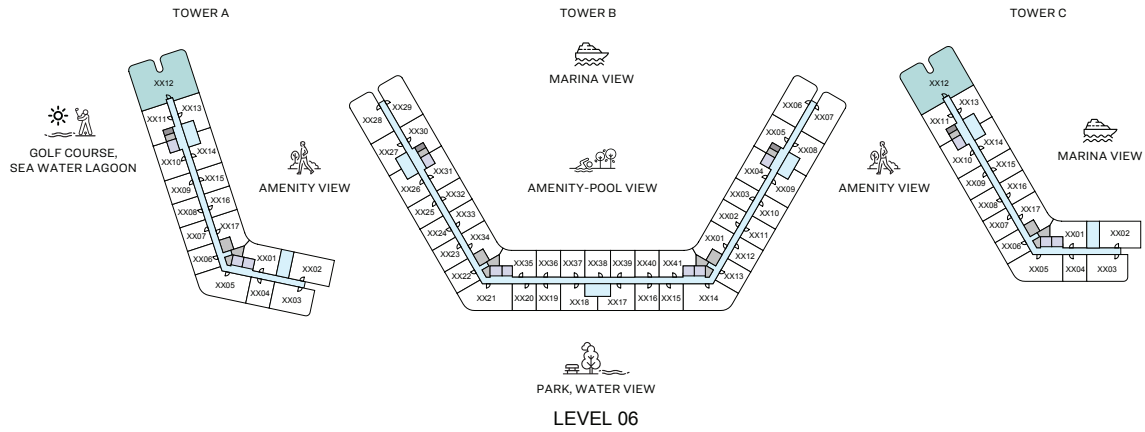 TOWER A
TOWER B
TOWER C
MARINA VIEW
GOLF COURSE,
SEA WATER LAGOON
AMENITY VIEW
AMENITY-POOL VIEW
AMENITY VIEW
MARINA VIEW
XX12
XX13
XX11
XX14
XX10
XX15
XX09
XX16
XX08
XX17
XX07
XX06
XX01
XX05
XX02
XX04
XX03
XX29
XX28
XX30
XX27
XX31
XX26
XX32
XX25
XX33
XX24
XX34
XX23
XX22
XX21
XX35
XX36
XX37
XX38
XX39
XX40
XX41
XX20
XX19
XX18
XX17
XX16
XX15
XX14
XX06
XX07
XX05
XX08
XX04
XX09
XX03
XX10
XX02
XX11
XX01
XX12
XX13
XX12
XX13
XX11
XX14
XX10
XX15
XX09
XX16
XX08
XX17
XX07
XX06
XX01
XX02
XX05
XX04
XX03
PARK, WATER VIEW
LEVEL 06